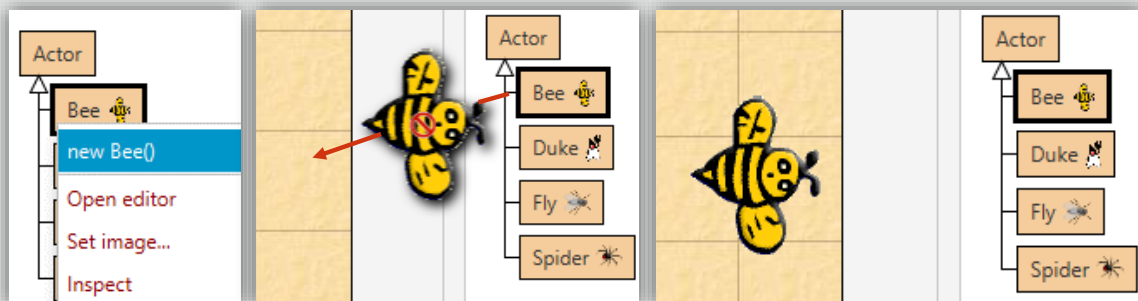 Actor
Bee
new Bee()
Open editor
Set image...
Inspect
Actor
Bee
Duke
Fly
Spider
Actor
Bee
Duke
Fly
Spider